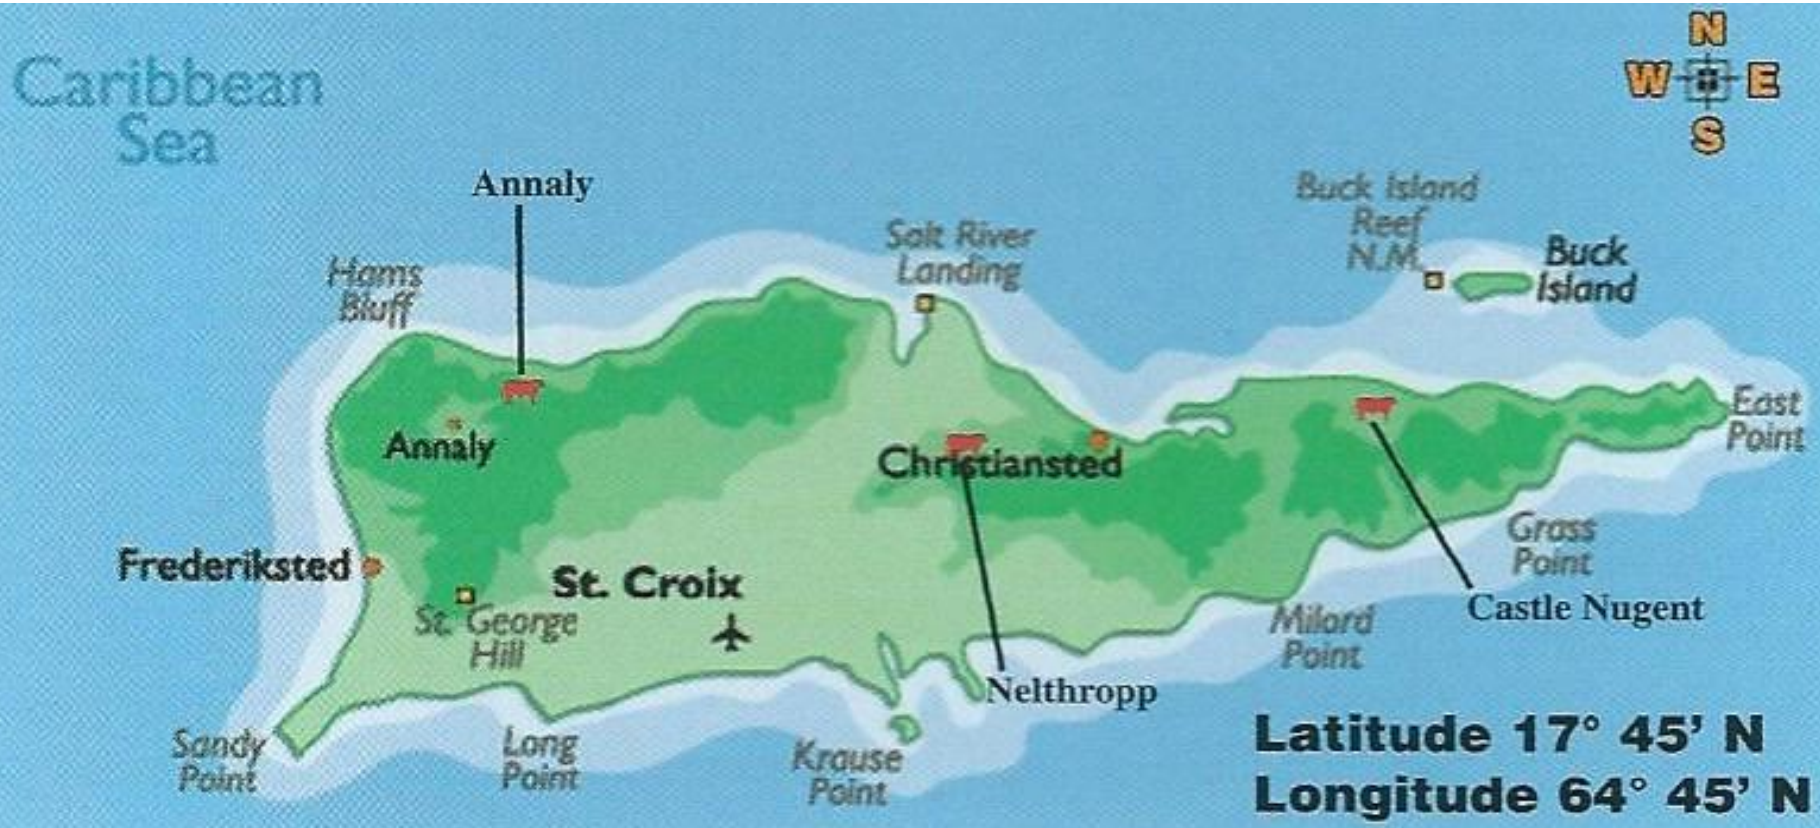 Caribbean
Sea
N
W E
S
Annaly
Buck Island
Reef
N.M.
Buck
Island
Salt River
Landing
Hams
Bluff
East
Point
Annaly
Christiansted
Grass
Point
Frederiksted
St. Croix
Castle Nugent
St. George
Hill
Milord
Point
Nelthropp
Sandy
Point
Long
Point
Krause
Point
Latitude 17° 45’ N
Longitude 64° 45’ N